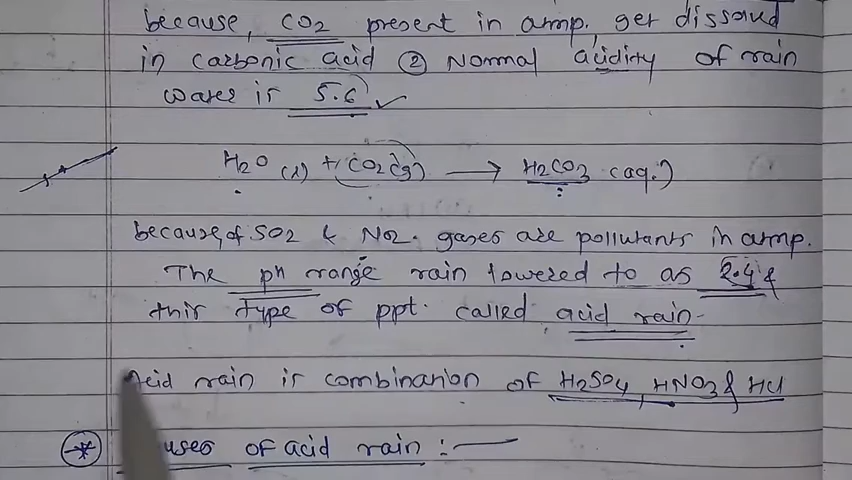 because, CO2 present in atmp. get dissolved
in carbonic acid & Normal acidity of rain
water is 5.6
H2O (l) + CO2(g) → H2CO3 (aq.)
because, of SO2 & NO2. gases are pollutants in atmp.
The pH range rain lowered to as 2.4 &
this type of ppt. called acid rain-
Acid rain is combination of H2SO4, HNO3 & HCl
uses of acid rain :—